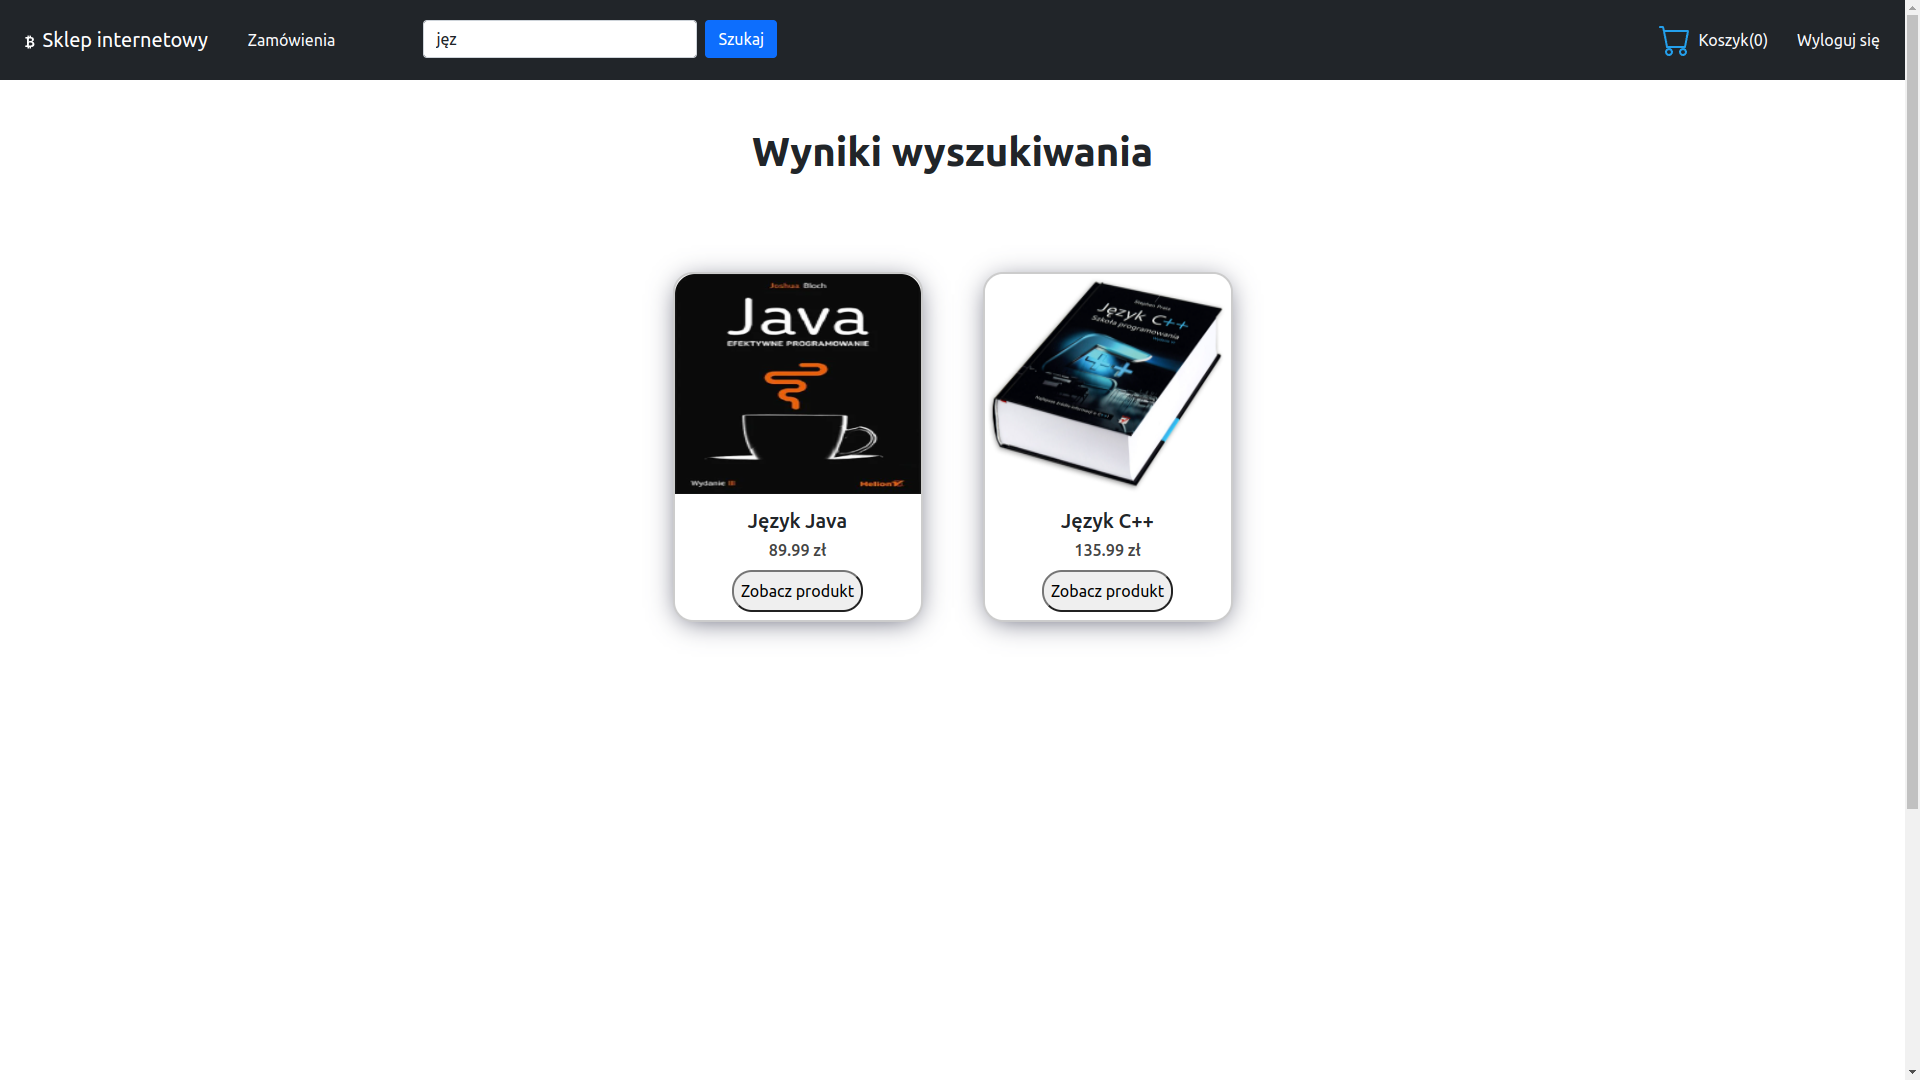 Sklep internetowy
Zamówienia
jęz
Szukaj
Koszyk(0)
Wyloguj się
Wyniki wyszukiwania
Joshua Bloch
Java
EFEKTYWNE PROGRAMOWANIE
Wydanie III
Helion
Stephen Prata
Język C++
Szkoła programowania
Język Java
89.99 zł
Zobacz produkt
Język C++
135.99 zł
Zobacz produkt